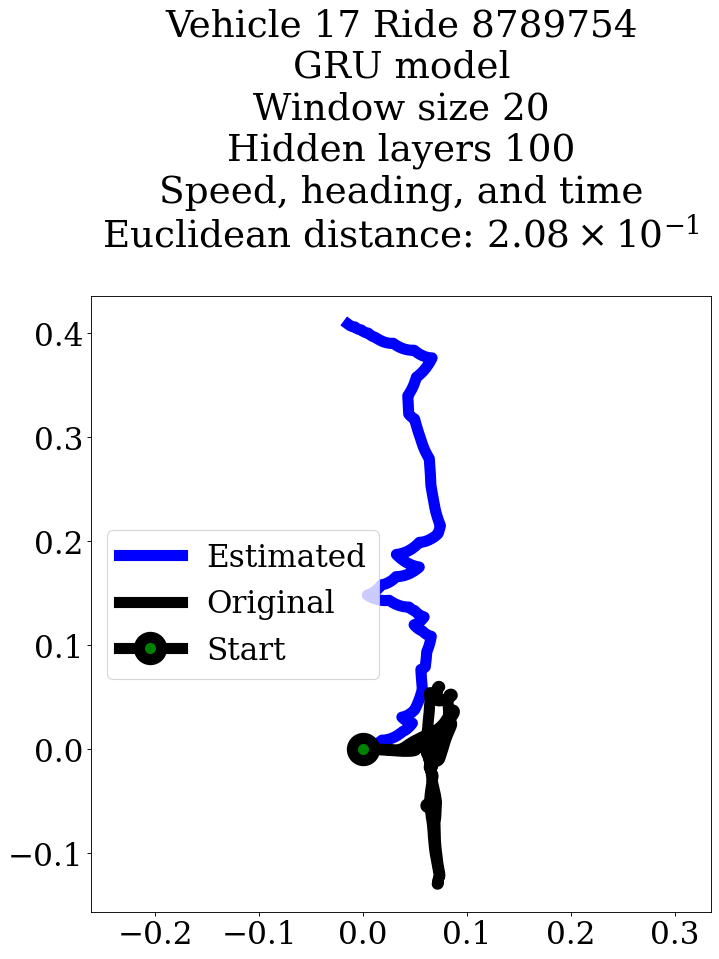 Vehicle 17 Ride 8789754
GRU model
Window size 20
Hidden layers 100
Speed, heading, and time
Euclidean distance: 2.08 × 10⁻¹
0.4
0.3
0.2
0.1
0.0
−0.1
Estimated
Original
Start
−0.2 −0.1 0.0 0.1 0.2 0.3